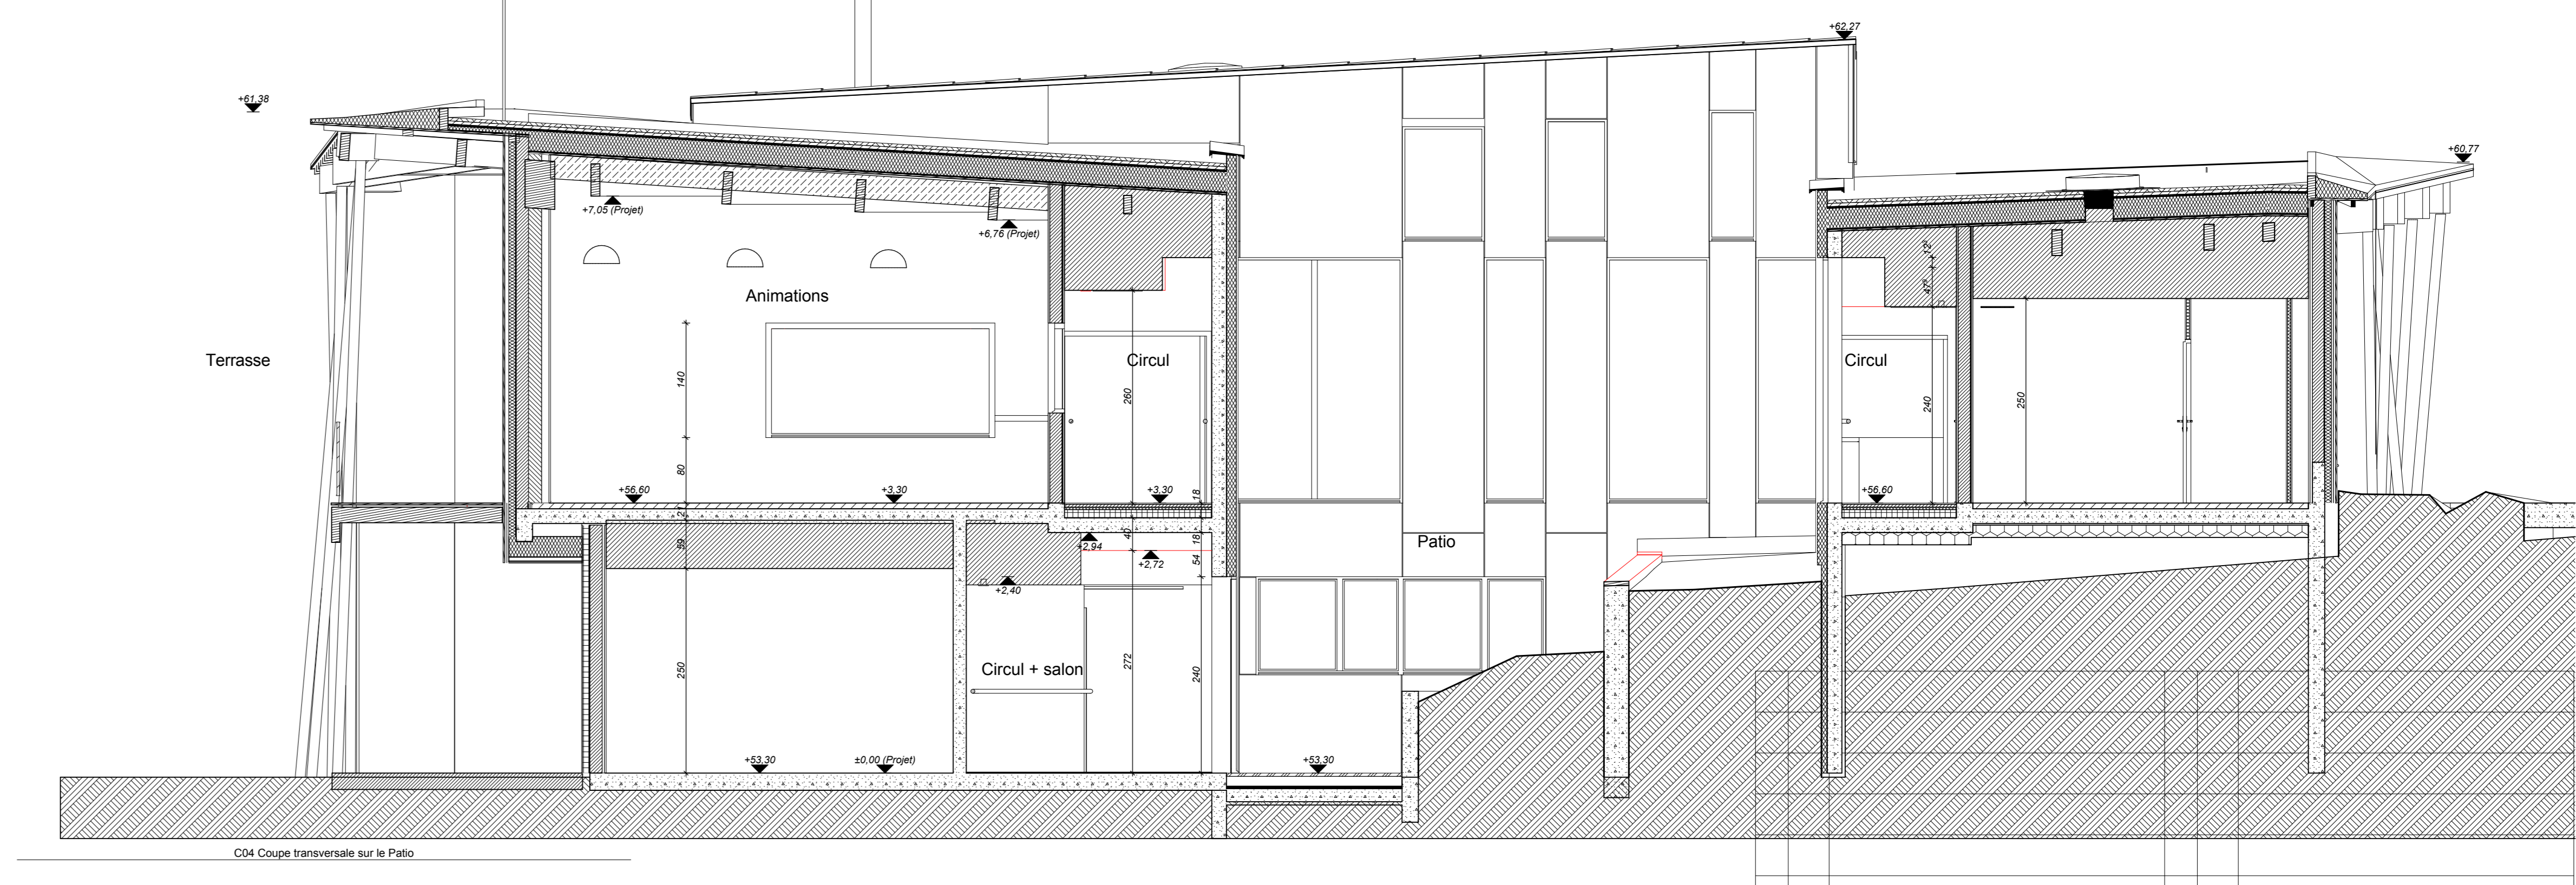 +62,27
+61,38
+60,77
+7,05 (Projet)
+6,76 (Projet)
12²
47⁵
Animations
Terrasse
Circul
Circul
140
260
240
250
80
+56,60
+3,30
+3,30
18
+56,60
21
59
40
18
+2,94
+2,72
54
Patio
+2,40
250
Circul + salon
272
240
+53,30
±0,00 (Projet)
+53,30
C04 Coupe transversale sur le Patio